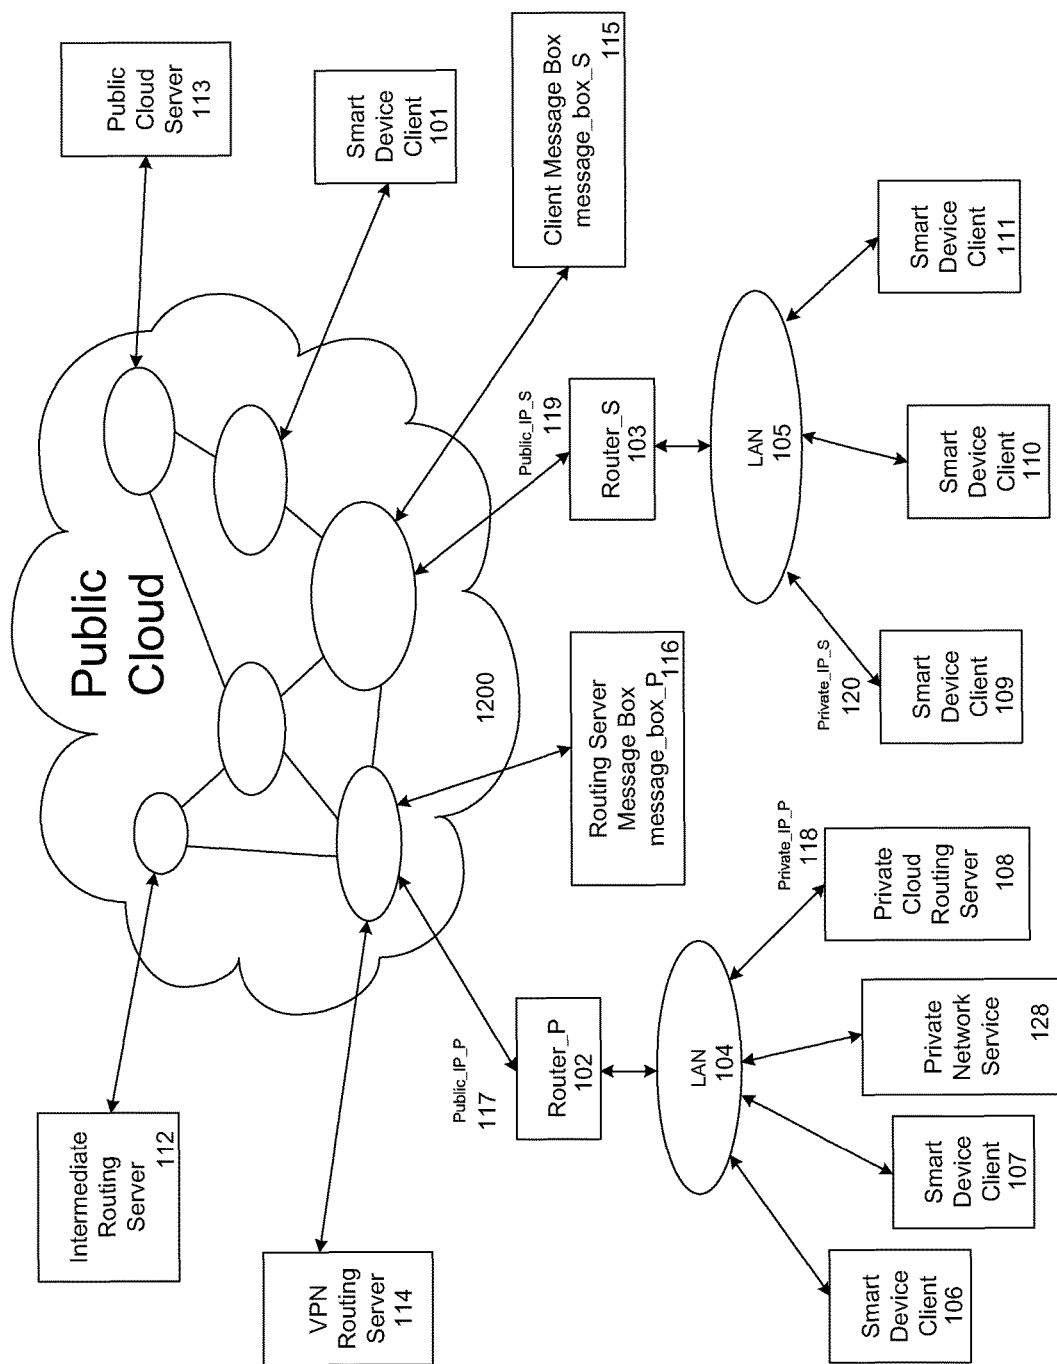 Public
Cloud
1200
Intermediate
Routing
Server
112
VPN
Routing
Server
114
Public
Cloud
Server
113
Smart
Device
Client
101
Client Message Box
message_box_S
115
Routing Server
Message Box
message_box_P
116
Public_IP_P
117
Router_P
102
Public_IP_S
119
Router_S
103
LAN
104
LAN
105
Private_IP_P
118
Private_IP_S
120
Smart
Device
Client
106
Smart
Device
Client
107
Private
Network
Service
128
Private
Cloud
Routing
Server
108
Smart
Device
Client
109
Smart
Device
Client
110
Smart
Device
Client
111